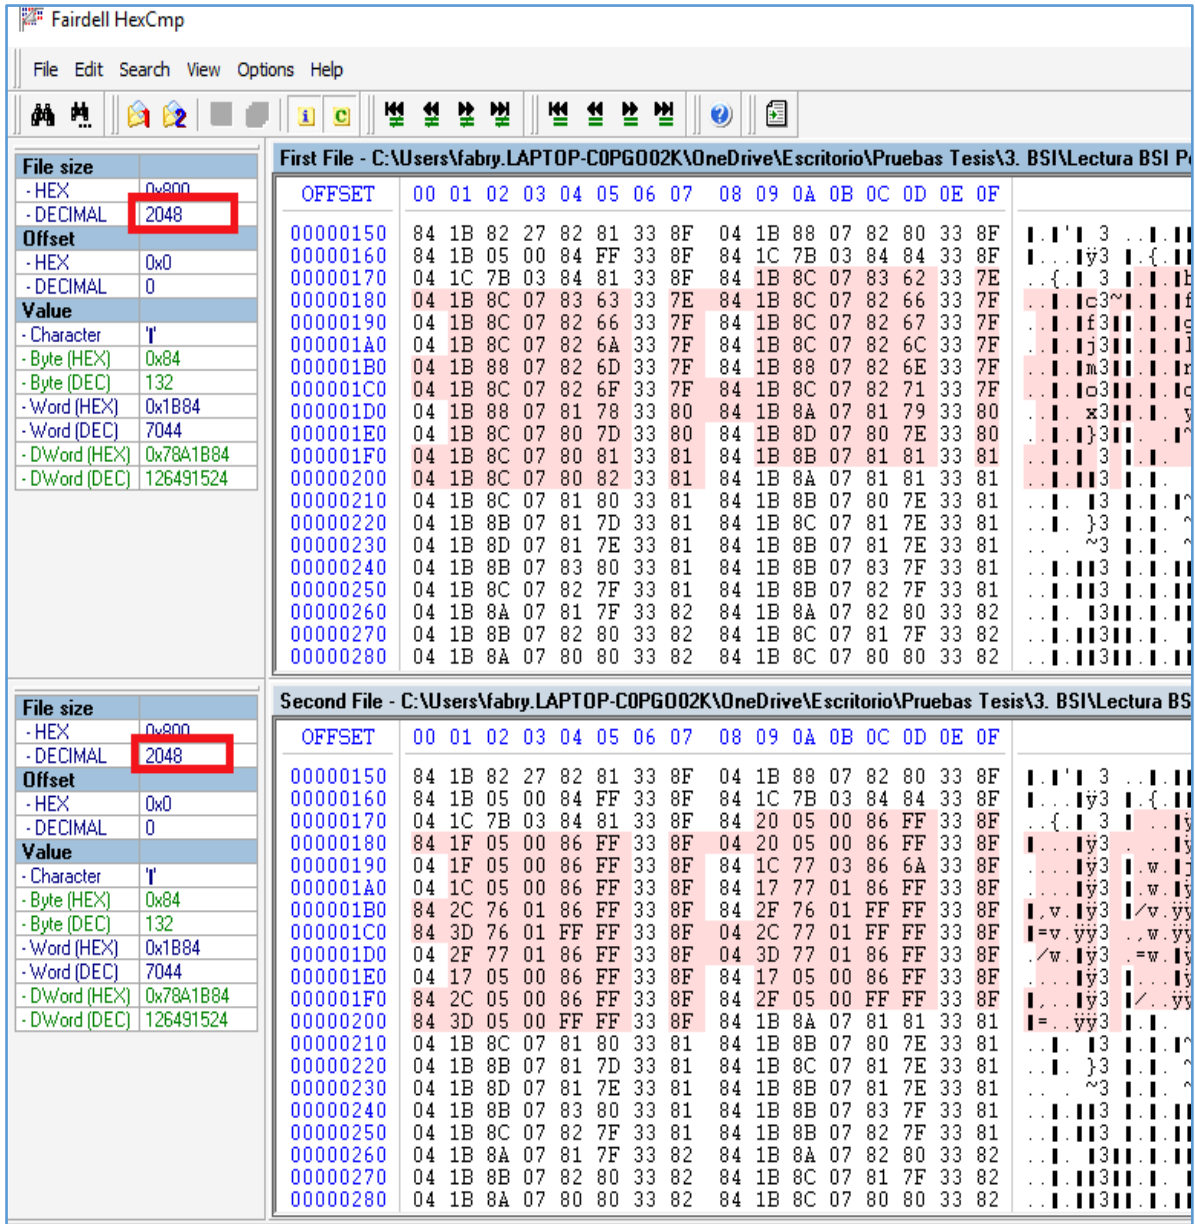 Fairdell HexCmp
File Edit Search View Options Help
First File - C:\Users\fabry.LAPTOP-C0PGO02K\OneDrive\Escritorio\Pruebas Tesis\3. BSI\Lectura BSI P
File size
- HEX 0x800
- DECIMAL 2048
Offset
- HEX 0x0
- DECIMAL 0
Value
- Character
- Byte (HEX) 0x84
- Byte (DEC) 132
- Word (HEX) 0x1B84
- Word (DEC) 7044
- DWord (HEX) 0x78A1B84
- DWord (DEC) 126491524
OFFSET 00 01 02 03 04 05 06 07 08 09 0A 0B 0C 0D 0E 0F
00000150 84 1B 82 27 82 81 33 8F 04 1B 88 07 82 80 33 8F
00000160 84 1B 05 00 84 FF 33 8F 84 1C 7B 03 84 84 33 8F
00000170 04 1C 7B 03 84 81 33 8F 84 1B 8C 07 83 62 33 7E
00000180 04 1B 8C 07 83 63 33 7E 84 1B 8C 07 82 66 33 7F
00000190 04 1B 8C 07 82 66 33 7F 84 1B 8C 07 82 67 33 7F
000001A0 04 1B 8C 07 82 6A 33 7F 84 1B 8C 07 82 6C 33 7F
000001B0 04 1B 88 07 82 6D 33 7F 84 1B 88 07 82 6E 33 7F
000001C0 04 1B 8C 07 82 6F 33 7F 84 1B 8C 07 82 71 33 7F
000001D0 04 1B 88 07 81 78 33 80 84 1B 8A 07 81 79 33 80
000001E0 04 1B 8C 07 80 7D 33 80 84 1B 8D 07 80 7E 33 80
000001F0 04 1B 8C 07 80 81 33 81 84 1B 8B 07 81 81 33 81
00000200 04 1B 8C 07 80 82 33 81 84 1B 8A 07 81 81 33 81
00000210 04 1B 8C 07 81 80 33 81 84 1B 8B 07 80 7E 33 81
00000220 04 1B 8B 07 81 7D 33 81 84 1B 8C 07 81 7E 33 81
00000230 04 1B 8D 07 81 7E 33 81 84 1B 8B 07 81 7E 33 81
00000240 04 1B 8B 07 83 80 33 81 84 1B 8B 07 83 7F 33 81
00000250 04 1B 8C 07 82 7F 33 81 84 1B 8B 07 82 7F 33 81
00000260 04 1B 8A 07 81 7F 33 82 84 1B 8A 07 82 80 33 82
00000270 04 1B 8B 07 82 80 33 82 84 1B 8C 07 81 7F 33 82
00000280 04 1B 8A 07 80 80 33 82 84 1B 8C 07 80 80 33 82
Second File - C:\Users\fabry.LAPTOP-C0PGO02K\OneDrive\Escritorio\Pruebas Tesis\3. BSI\Lectura BS
File size
- HEX 0x800
- DECIMAL 2048
Offset
- HEX 0x0
- DECIMAL 0
Value
- Character
- Byte (HEX) 0x84
- Byte (DEC) 132
- Word (HEX) 0x1B84
- Word (DEC) 7044
- DWord (HEX) 0x78A1B84
- DWord (DEC) 126491524
OFFSET 00 01 02 03 04 05 06 07 08 09 0A 0B 0C 0D 0E 0F
00000150 84 1B 82 27 82 81 33 8F 04 1B 88 07 82 80 33 8F
00000160 84 1B 05 00 84 FF 33 8F 84 1C 7B 03 84 84 33 8F
00000170 04 1C 7B 03 84 81 33 8F 84 20 05 00 86 FF 33 8F
00000180 84 1F 05 00 86 FF 33 8F 04 20 05 00 86 FF 33 8F
00000190 04 1F 05 00 86 FF 33 8F 84 1C 77 03 86 6A 33 8F
000001A0 04 1C 05 00 86 FF 33 8F 84 17 77 01 86 FF 33 8F
000001B0 84 2C 76 01 86 FF 33 8F 84 2F 76 01 FF FF 33 8F
000001C0 84 3D 76 01 FF FF 33 8F 04 2C 77 01 86 FF 33 8F
000001D0 04 2F 77 01 86 FF 33 8F 04 3D 77 01 86 FF 33 8F
000001E0 04 17 05 00 86 FF 33 8F 84 17 05 00 86 FF 33 8F
000001F0 84 2C 05 00 86 FF 33 8F 84 2F 05 00 FF FF 33 8F
00000200 84 3D 05 00 FF FF 33 8F 84 1B 8A 07 81 81 33 81
00000210 04 1B 8C 07 81 80 33 81 84 1B 8B 07 80 7E 33 81
00000220 04 1B 8B 07 81 7D 33 81 84 1B 8C 07 81 7E 33 81
00000230 04 1B 8D 07 81 7E 33 81 84 1B 8B 07 81 7E 33 81
00000240 04 1B 8B 07 83 80 33 81 84 1B 8B 07 83 7F 33 81
00000250 04 1B 8C 07 82 7F 33 81 84 1B 8B 07 82 7F 33 81
00000260 04 1B 8A 07 81 7F 33 82 84 1B 8A 07 82 80 33 82
00000270 04 1B 8B 07 82 80 33 82 84 1B 8C 07 81 7F 33 82
00000280 04 1B 8A 07 80 80 33 82 84 1B 8C 07 80 80 33 82